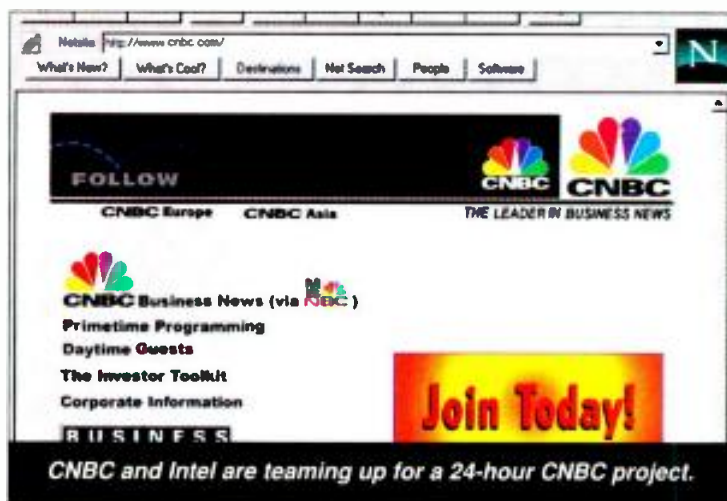 Netsite: http://www.cnbc.com/
N
What's New? What's Cool? Destinations Net Search People Software
FOLLOW
CNBC CNBC
CNBC Europe CNBC Asia THE LEADER IN BUSINESS NEWS
CNBC Business News (via MSNBC)
Primetime Programming
Daytime Guests
The Investor Toolkit
Corporate Information
Join Today!
BUSINESS
CNBC and Intel are teaming up for a 24-hour CNBC project.